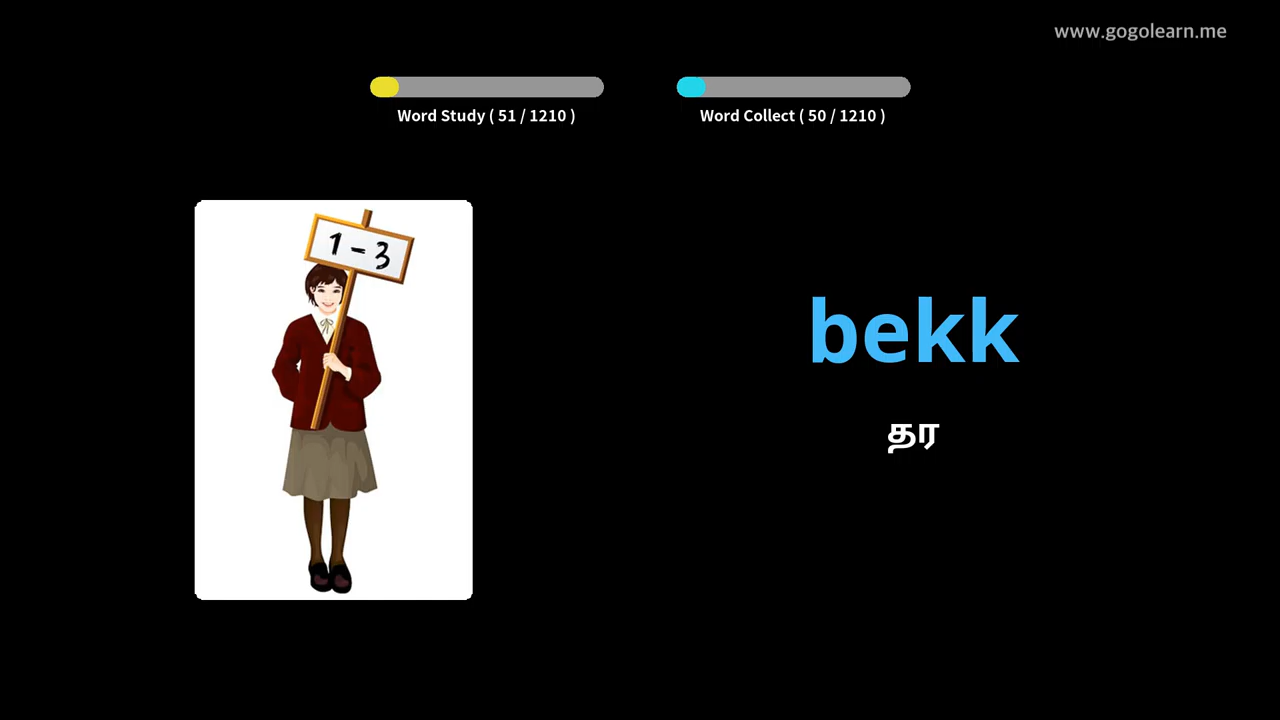 www.gogolearn.me
Word Study ( 51 / 1210 )
Word Collect ( 50 / 1210 )
1 - 3
bekk
தர